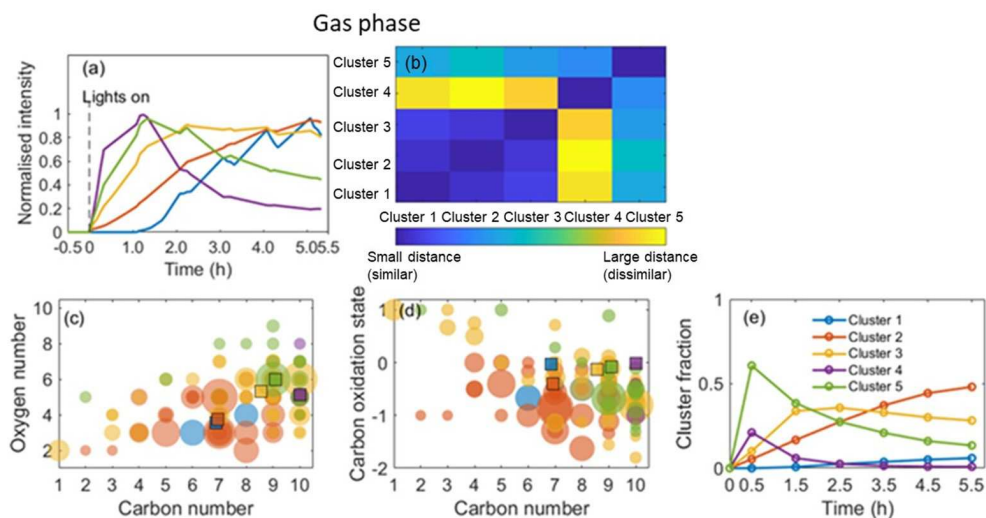 Gas phase
(a)
Lights on
Normalised intensity
1
0.8
0.6
0.4
0.2
0
-0.5 0 1.0 2.0 3.0 4.0 5.0 5.5
Time (h)
(b)
Cluster 5
Cluster 4
Cluster 3
Cluster 2
Cluster 1
Cluster 1 Cluster 2 Cluster 3 Cluster 4 Cluster 5
Small distance
(similar)
Large distance
(dissimilar)
(c)
Oxygen number
10
8
6
4
2
1 2 3 4 5 6 7 8 9 10
Carbon number
(d)
Carbon oxidation state
1
0
-1
-2
1 2 3 4 5 6 7 8 9 10
Carbon number
(e)
Cluster fraction
1
0.5
0
Cluster 1
Cluster 2
Cluster 3
Cluster 4
Cluster 5
0 0.5 1.5 2.5 3.5 4.5 5.5
Time (h)